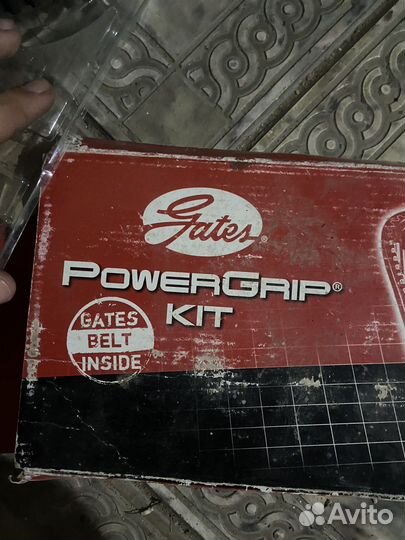 Gates®
POWERGRIP®
KIT
GATES
BELT
INSIDE
Avito